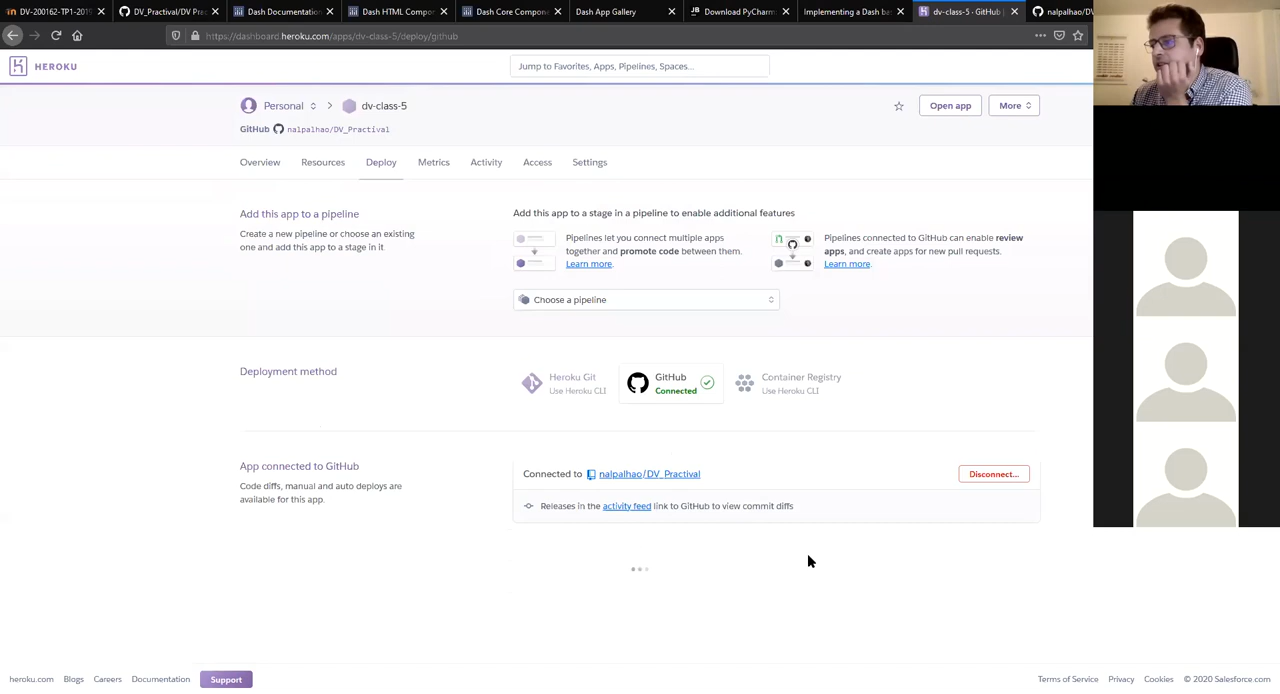 DV-200162-TP1-2019
DV_Practival/DV Prac
Dash Documentation
Dash HTML Compo
Dash Core Compone
Dash App Gallery
Download PyCharm
Implementing a Dash ba
dv-class-5 · GitHub |
nalpalhao/DV
https://dashboard.heroku.com/apps/dv-class-5/deploy/github
HEROKU
Jump to Favorites, Apps, Pipelines, Spaces...
Personal
dv-class-5
Open app
More
GitHub nalpalhao/DV_Practival
Overview
Resources
Deploy
Metrics
Activity
Access
Settings
Add this app to a pipeline
Create a new pipeline or choose an existing
one and add this app to a stage in it.
Add this app to a stage in a pipeline to enable additional features
Pipelines let you connect multiple apps
together and promote code between them.
Learn more.
Pipelines connected to GitHub can enable review
apps, and create apps for new pull requests.
Learn more.
Choose a pipeline
Deployment method
Heroku Git
Use Heroku CLI
GitHub
Connected
Container Registry
Use Heroku CLI
App connected to GitHub
Code diffs, manual and auto deploys are
available for this app.
Connected to nalpalhao/DV_Practival
Disconnect...
Releases in the activity feed link to GitHub to view commit diffs
heroku.com
Blogs
Careers
Documentation
Support
Terms of Service
Privacy
Cookies
© 2020 Salesforce.com